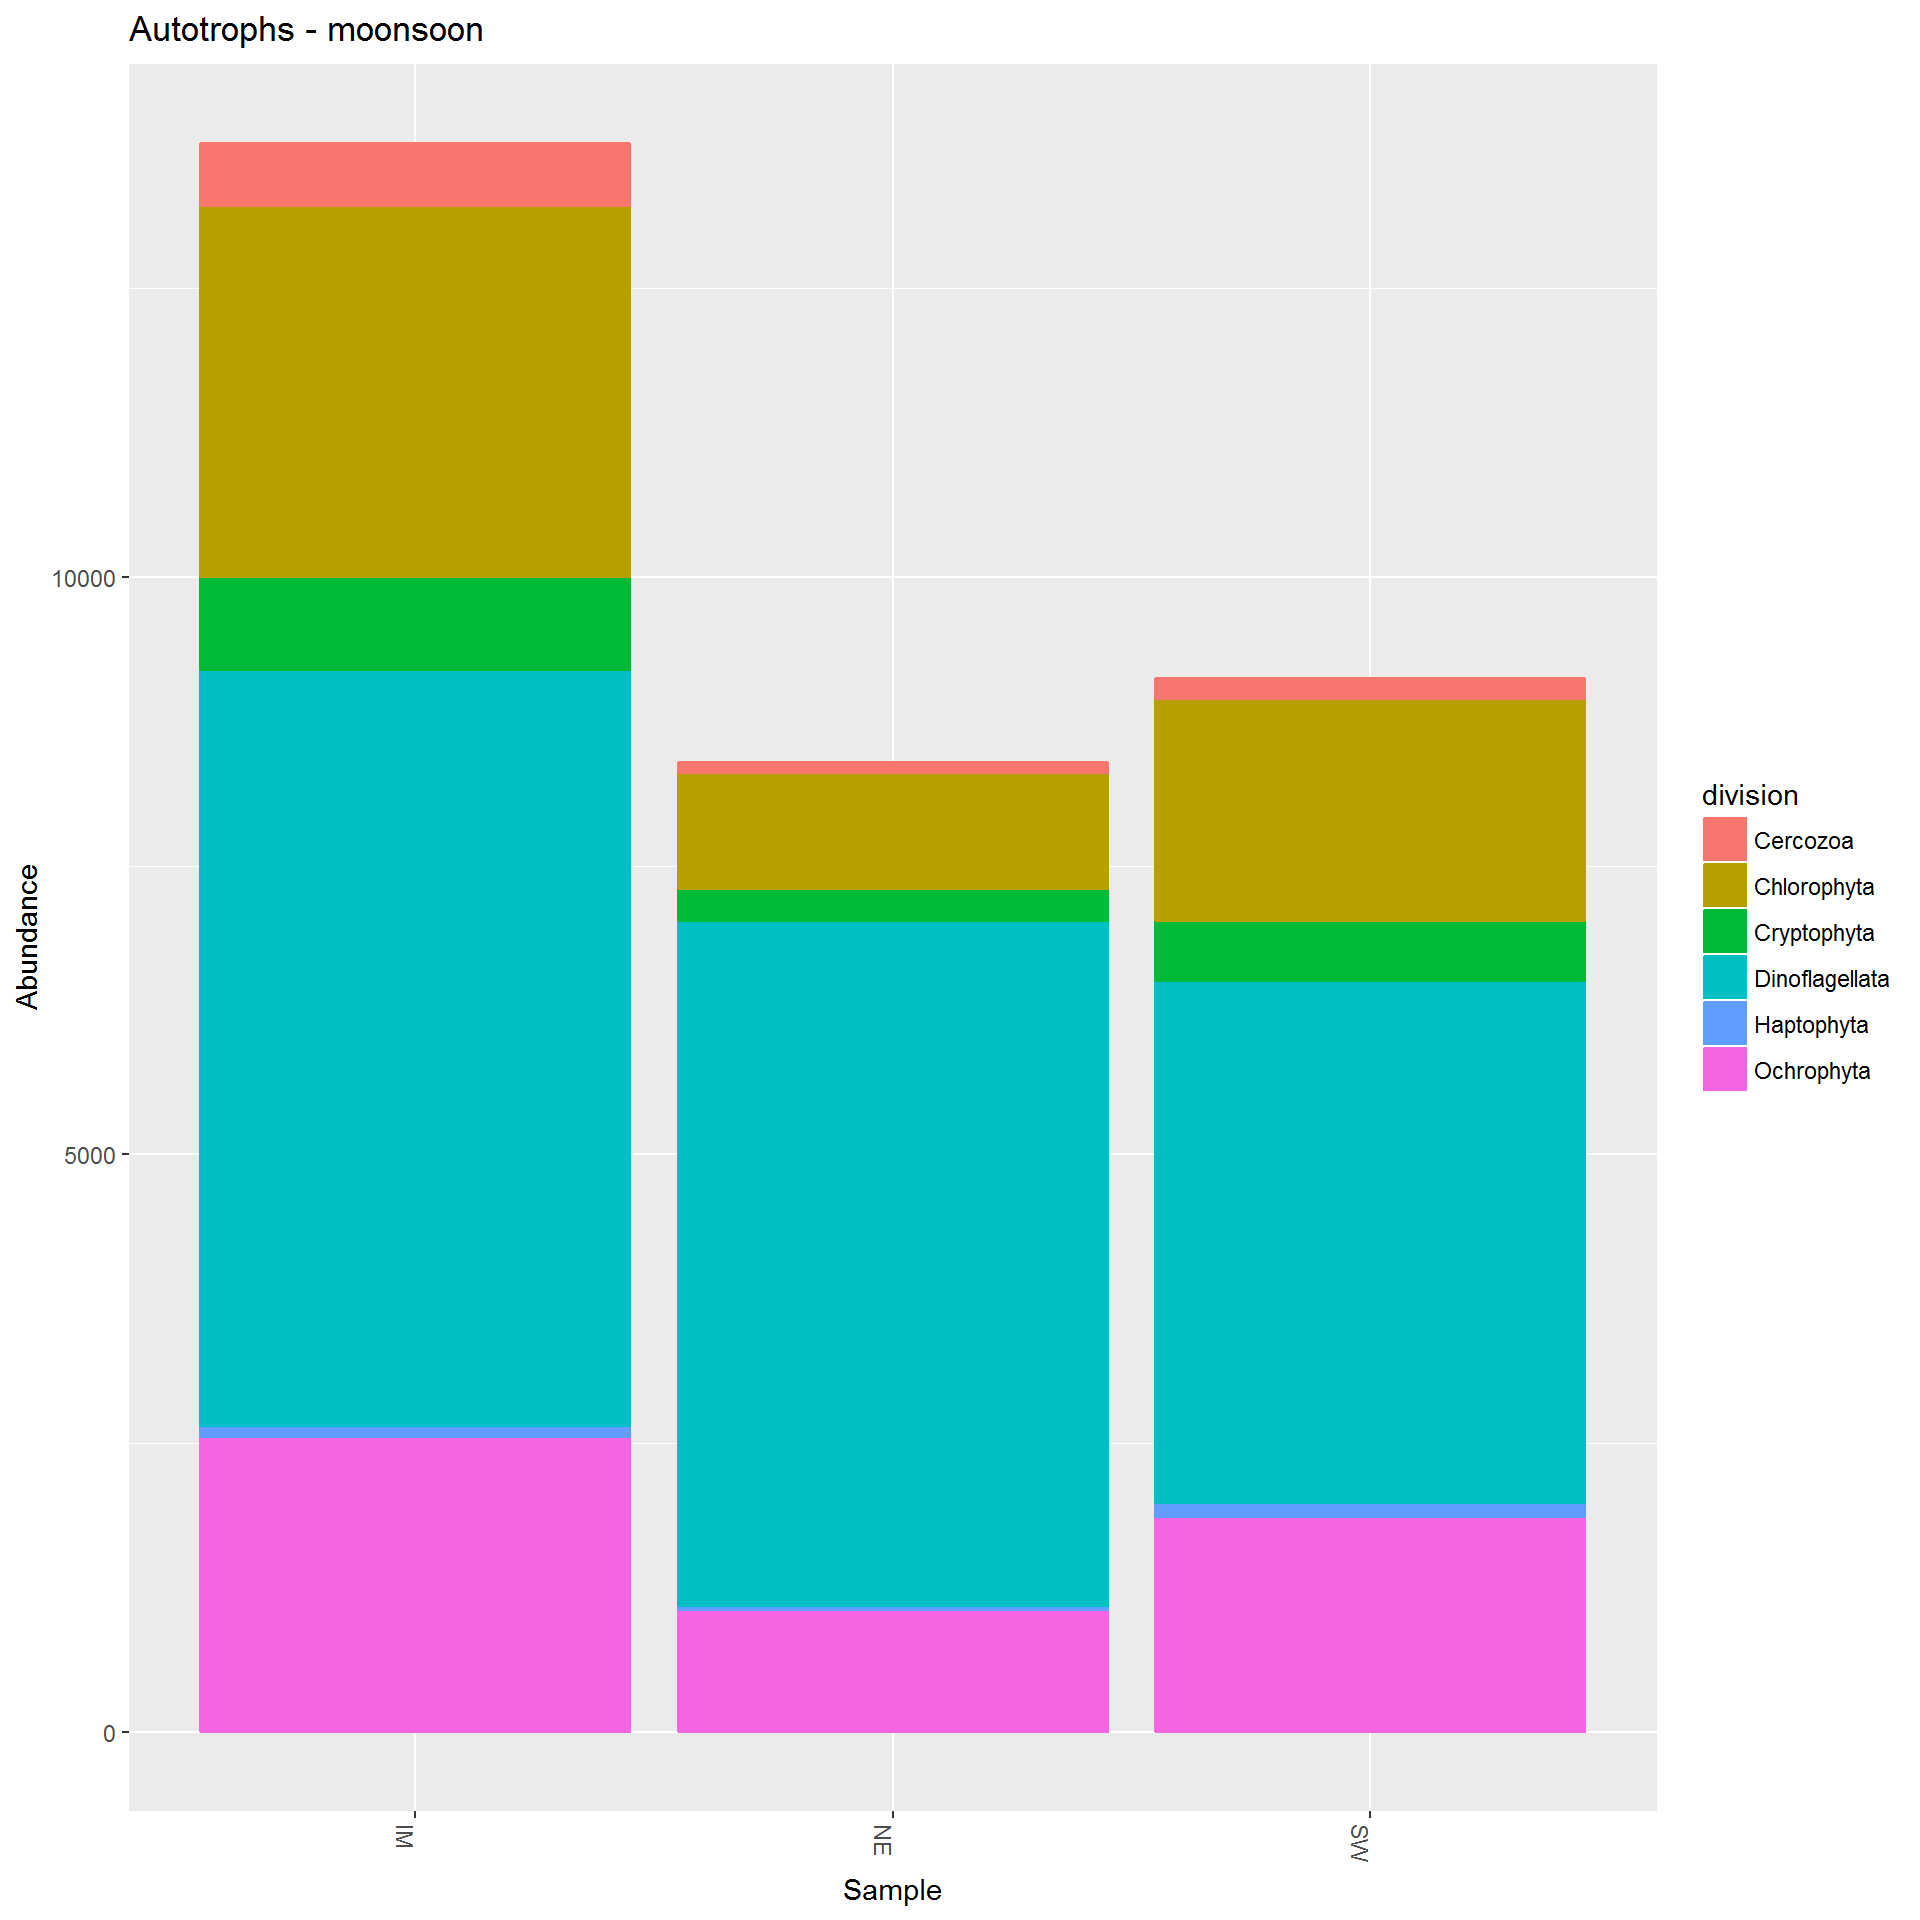 Autotrophs - moonsoon
Abundance
10000
5000
0
IM
NE
SW
Sample
division
Cercozoa
Chlorophyta
Cryptophyta
Dinoflagellata
Haptophyta
Ochrophyta